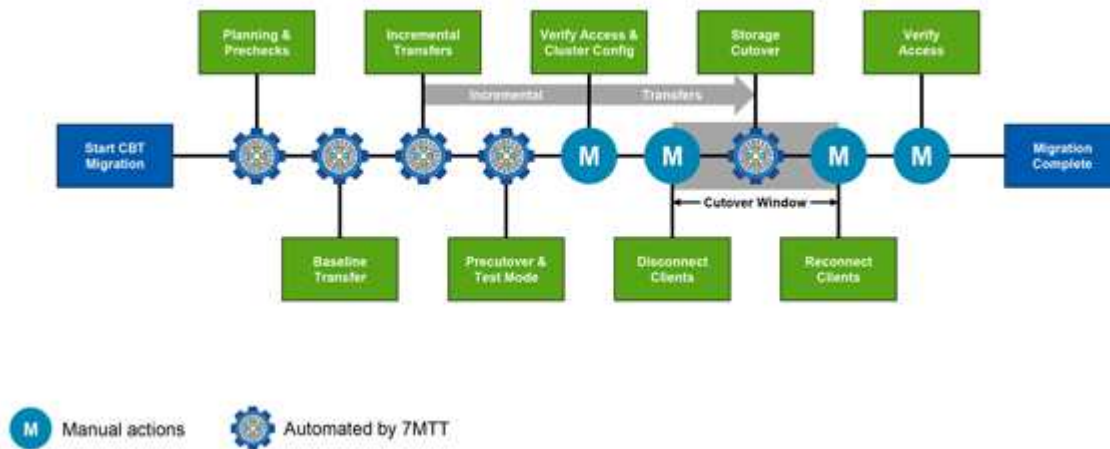 Planning &
Prechecks
Incremental
Transfers
Verify Access &
Cluster Config
Storage
Cutover
Verify
Access
Incremental Transfers
Start CBT
Migration
M
M
M
M
Migration
Complete
Cutover Window
Baseline
Transfer
Precutover &
Test Mode
Disconnect
Clients
Reconnect
Clients
M Manual actions
Automated by 7MTT